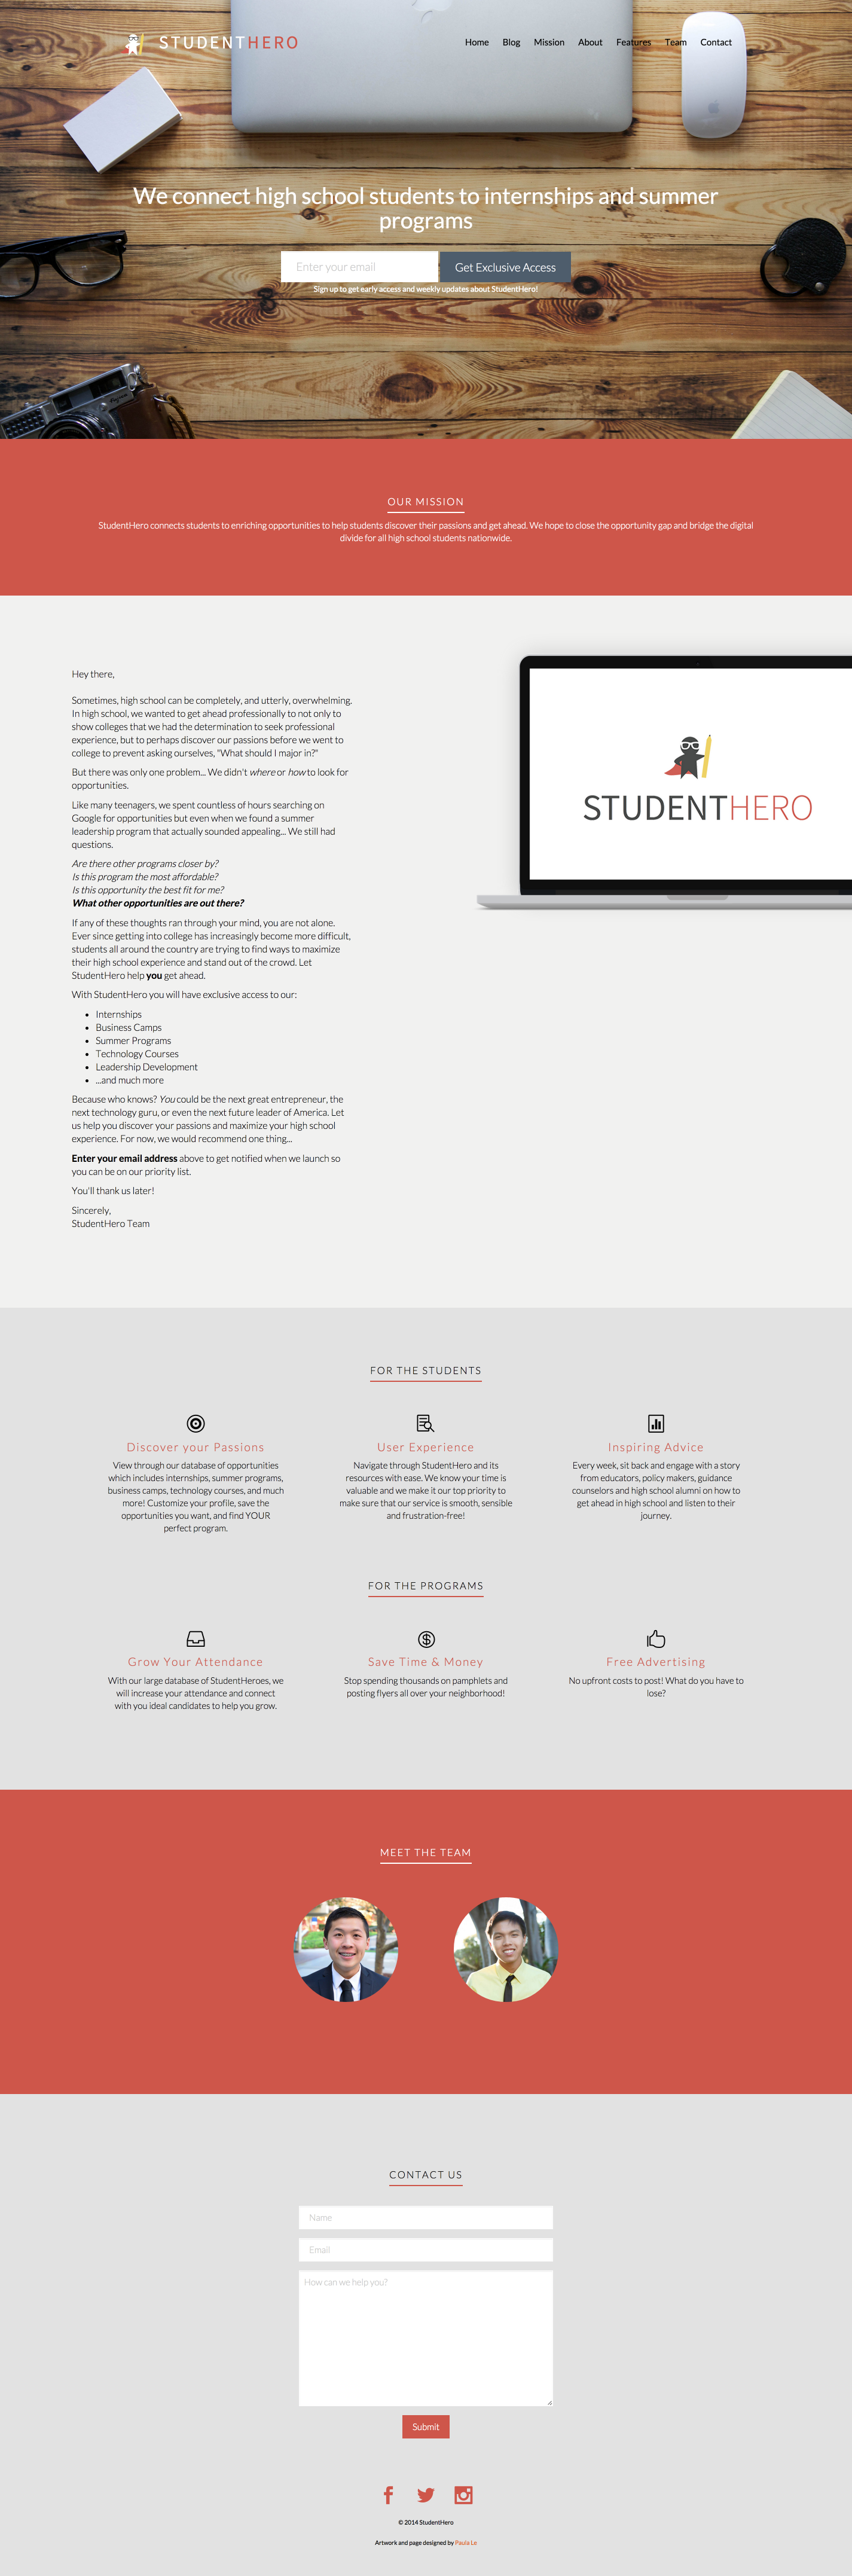 STUDENTHERO
Home Blog Mission About Features Team Contact
We connect high school students to internships and summer
programs
Enter your email
Get Exclusive Access
Sign up to get early access and weekly updates about StudentHero!
OUR MISSION
StudentHero connects students to enriching opportunities to help students discover their passions and get ahead. We hope to close the opportunity gap and bridge the digital
divide for all high school students nationwide.
Hey there,
Sometimes, high school can be completely, and utterly, overwhelming.
In high school, we wanted to get ahead professionally to not only to
show colleges that we had the determination to seek professional
experience, but to perhaps discover our passions before we went to
college to prevent asking ourselves, "What should I major in?"
But there was only one problem... We didn't where or how to look for
opportunities.
Like many teenagers, we spent countless of hours searching on
Google for opportunities but even when we found a summer
leadership program that actually sounded appealing... We still had
questions.
Are there other programs closer by?
Is this program the most affordable?
Is this opportunity the best fit for me?
What other opportunities are out there?
If any of these thoughts ran through your mind, you are not alone.
Ever since getting into college has increasingly become more difficult,
students all around the country are trying to find ways to maximize
their high school experience and stand out of the crowd. Let
StudentHero help you get ahead.
With StudentHero you will have exclusive access to our:
• Internships
• Business Camps
• Summer Programs
• Technology Courses
• Leadership Development
• ...and much more
Because who knows? You could be the next great entrepreneur, the
next technology guru, or even the next future leader of America. Let
us help you discover your passions and maximize your high school
experience. For now, we would recommend one thing...
Enter your email address above to get notified when we launch so
you can be on our priority list.
You'll thank us later!
Sincerely,
StudentHero Team
STUDENTHERO
FOR THE STUDENTS
Discover your Passions
View through our database of opportunities
which includes internships, summer programs,
business camps, technology courses, and much
more! Customize your profile, save the
opportunities you want, and find YOUR
perfect program.
User Experience
Navigate through StudentHero and its
resources with ease. We know your time is
valuable and we make it our top priority to
make sure that our service is smooth, sensible
and frustration-free!
Inspiring Advice
Every week, sit back and engage with a story
from educators, policy makers, guidance
counselors and high school alumni on how to
get ahead in high school and listen to their
journey.
FOR THE PROGRAMS
Grow Your Attendance
With our large database of StudentHeroes, we
will increase your attendance and connect
with you ideal candidates to help you grow.
Save Time & Money
Stop spending thousands on pamphlets and
posting flyers all over your neighborhood!
Free Advertising
No upfront costs to post! What do you have to
lose?
MEET THE TEAM
CONTACT US
Name
Email
How can we help you?
Submit
© 2014 StudentHero
Artwork and page designed by Paula Le